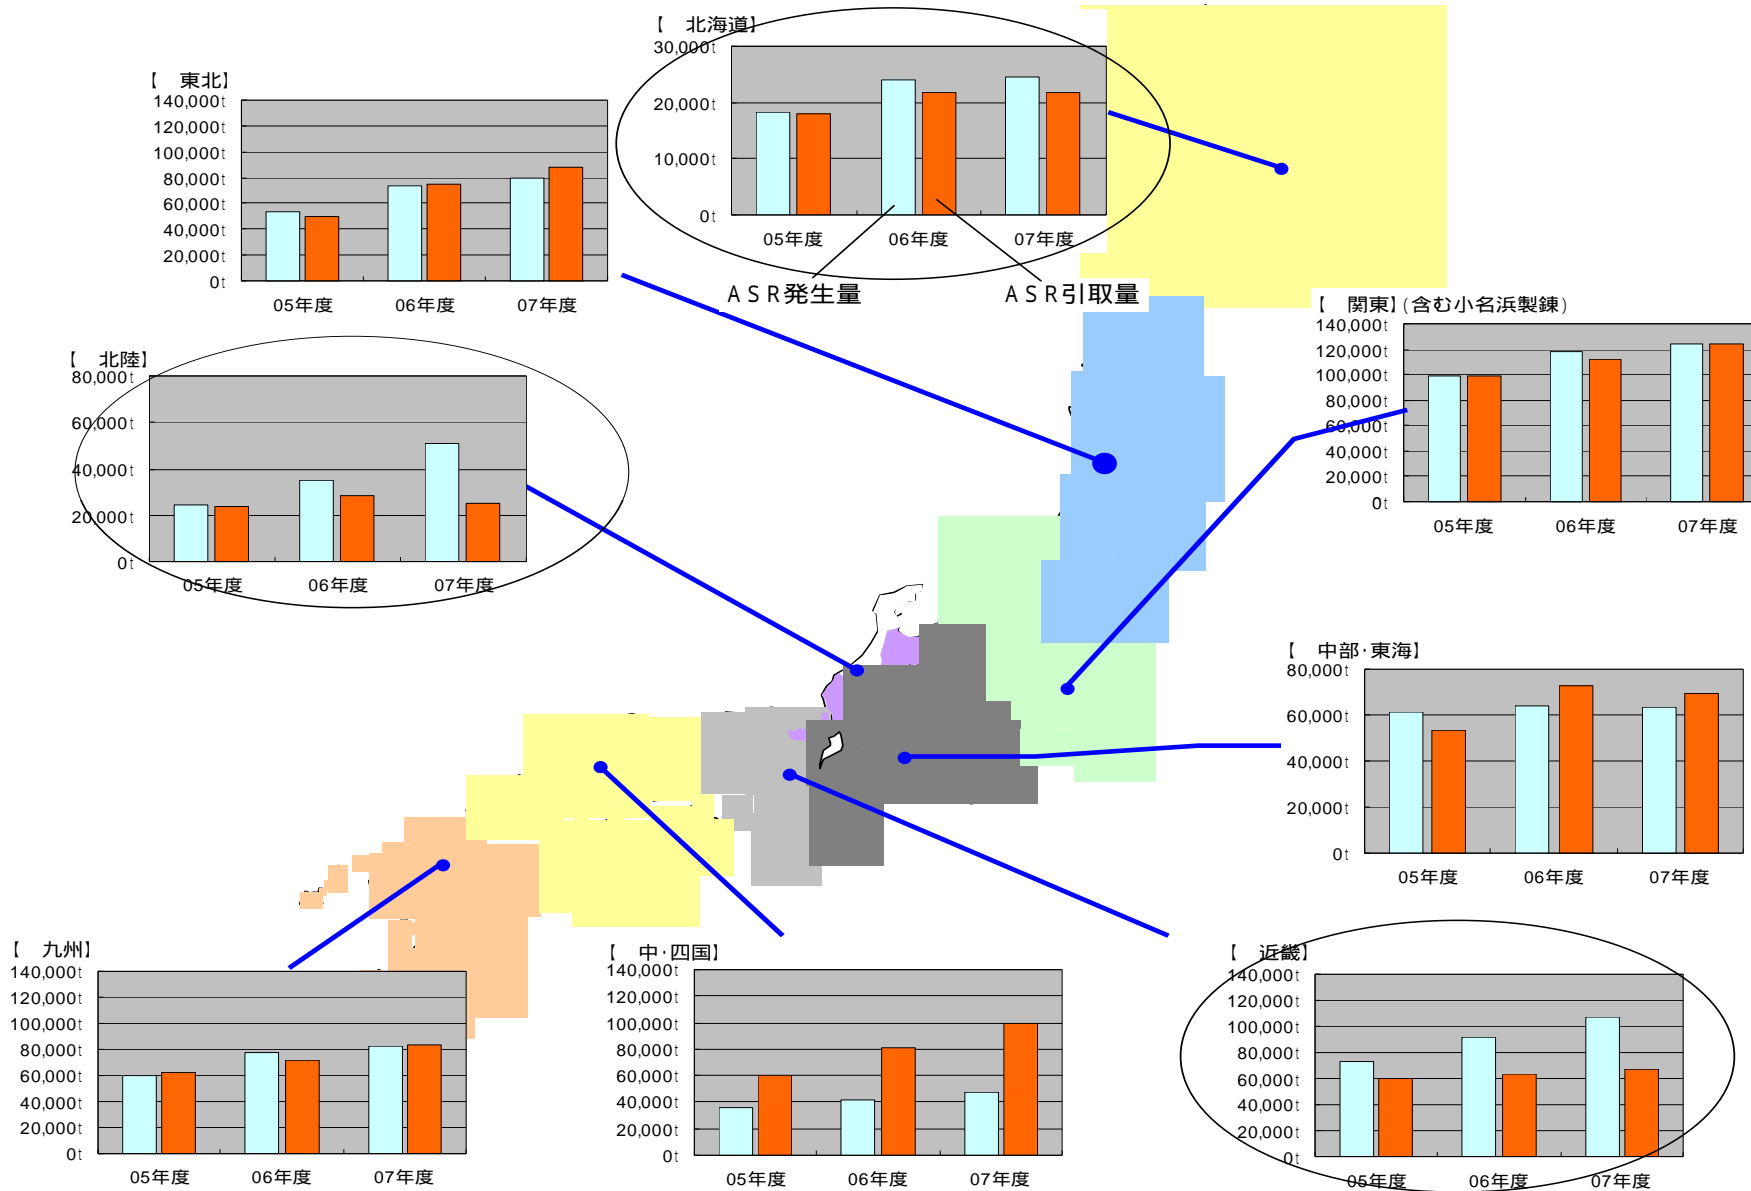 【　北海道】
30,000t
20,000t
10,000t
0t
05年度
06年度
07年度
ASR発生量
ASR引取量
【　東北】
140,000t
120,000t
100,000t
80,000t
60,000t
40,000t
20,000t
0t
05年度
06年度
07年度
【　関東】(含む小名浜製錬)
140,000t
120,000t
100,000t
80,000t
60,000t
40,000t
20,000t
0t
05年度
06年度
07年度
【　北陸】
80,000t
60,000t
40,000t
20,000t
0t
05年度
06年度
07年度
【　中部・東海】
80,000t
60,000t
40,000t
20,000t
0t
05年度
06年度
07年度
【　九州】
140,000t
120,000t
100,000t
80,000t
60,000t
40,000t
20,000t
0t
05年度
06年度
07年度
【　中・四国】
140,000t
120,000t
100,000t
80,000t
60,000t
40,000t
20,000t
0t
05年度
06年度
07年度
【　近畿】
140,000t
120,000t
100,000t
80,000t
60,000t
40,000t
20,000t
0t
05年度
06年度
07年度